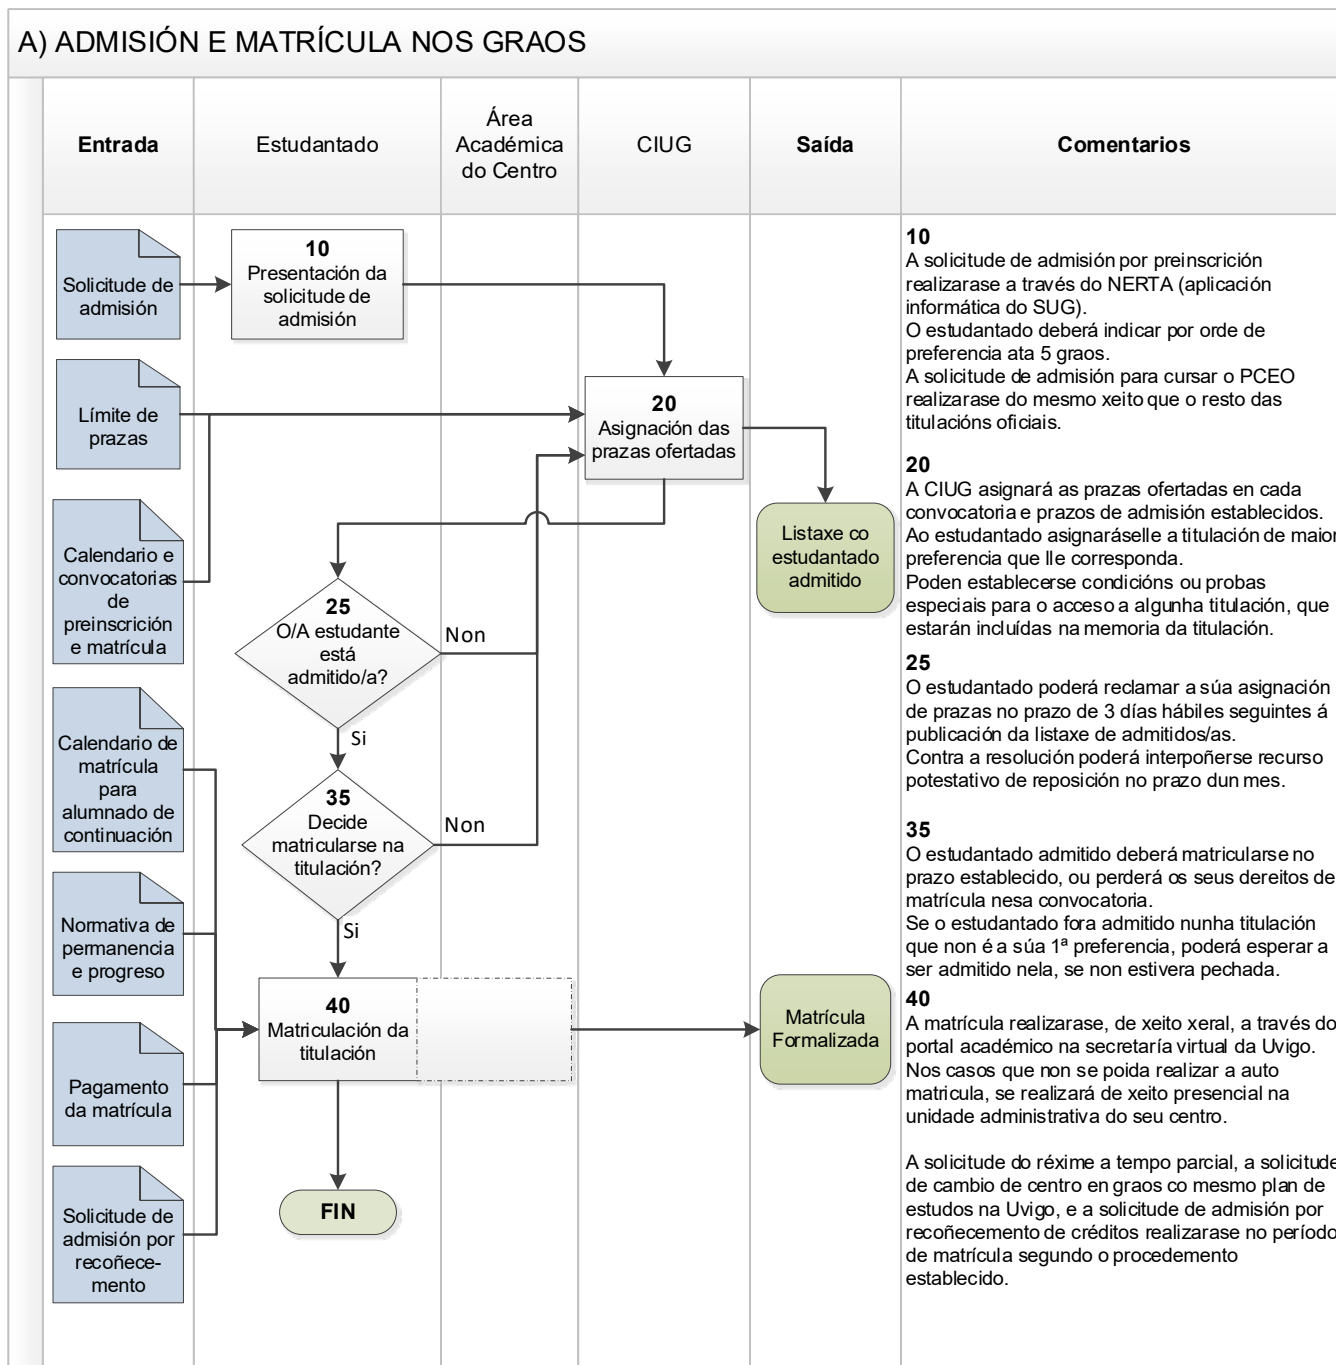 A) ADMISIÓN E MATRÍCULA NOS GRAOS
Entrada
Estudantado
Área
Académica
do Centro
CIUG
Saída
Comentarios
Solicitude de
admisión
Límite de
prazas
Calendario e
convocatorias
de
preinscrición
e matrícula
Calendario de
matrícula
para
alumnado de
continuación
Normativa de
permanencia
e progreso
Pagamento
da matrícula
Solicitude de
admisión por
recoñece-
mento
10
Presentación da
solicitude de
admisión
20
Asignación das
prazas ofertadas
25
O/A estudante
está
admitido/a?
Non
Si
35
Decide
matricularse na
titulación?
Non
Si
40
Matriculación da
titulación
FIN
Listaxe co
estudantado
admitido
Matrícula
Formalizada
10
A solicitude de admisión por preinscrición
realizarase a través do NERTA (aplicación
informática do SUG).
O estudantado deberá indicar por orde de
preferencia ata 5 graos.
A solicitude de admisión para cursar o PCEO
realizarase do mesmo xeito que o resto das
titulacións oficiais.
20
A CIUG asignará as prazas ofertadas en cada
convocatoria e prazos de admisión establecidos.
Ao estudantado asignaráselle a titulación de maior
preferencia que lle corresponda.
Poden establecerse condicións ou probas
especiais para o acceso a algunha titulación, que
estarán incluídas na memoria da titulación.
25
O estudantado poderá reclamar a súa asignación
de prazas no prazo de 3 días hábiles seguintes á
publicación da listaxe de admitidos/as.
Contra a resolución poderá interpoñerse recurso
potestativo de reposición no prazo dun mes.
35
O estudantado admitido deberá matricularse no
prazo establecido, ou perderá os seus dereitos de
matrícula nesa convocatoria.
Se o estudantado fora admitido nunha titulación
que non é a súa 1ª preferencia, poderá esperar a
ser admitido nela, se non estivera pechada.
40
A matrícula realizarase, de xeito xeral, a través do
portal académico na secretaría virtual da Uvigo.
Nos casos que non se poida realizar a auto
matricula, se realizará de xeito presencial na
unidade administrativa do seu centro.
A solicitude do réxime a tempo parcial, a solicitude
de cambio de centro en graos co mesmo plan de
estudos na Uvigo, e a solicitude de admisión por
recoñecemento de créditos realizarase no período
de matrícula segundo o procedemento
establecido.